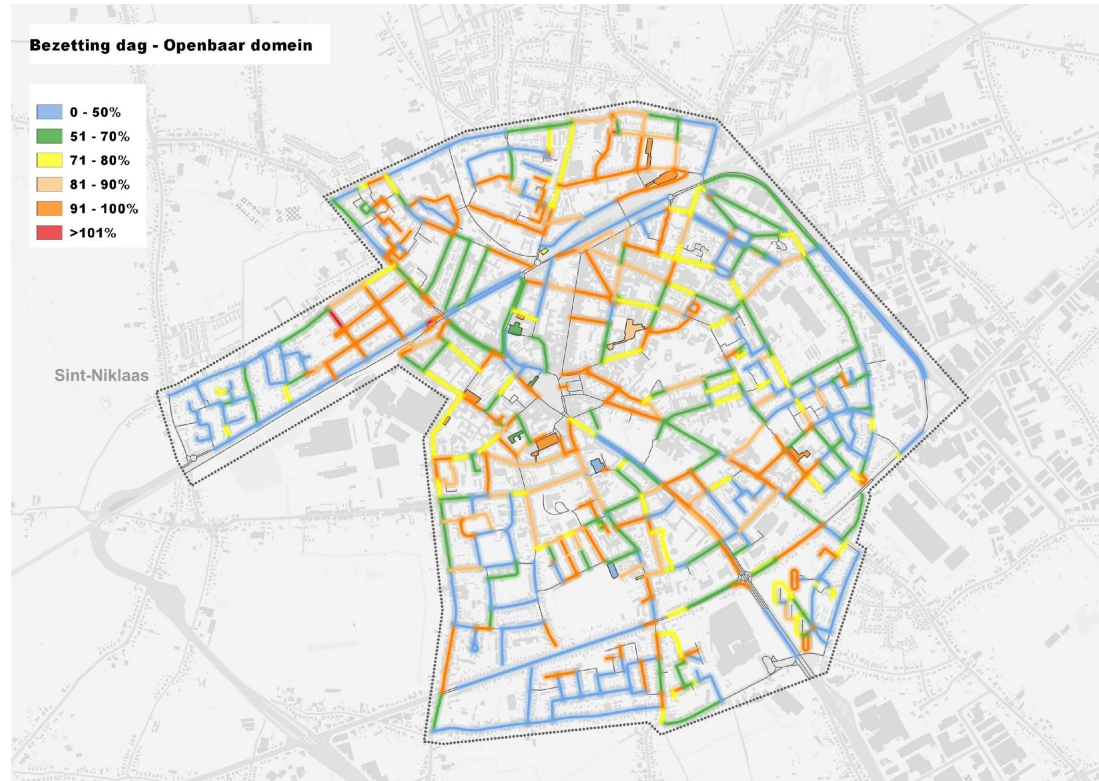 Bezetting dag - Openbaar domein
0 - 50%
51 - 70%
71 - 80%
81 - 90%
91 - 100%
>101%
Sint-Niklaas